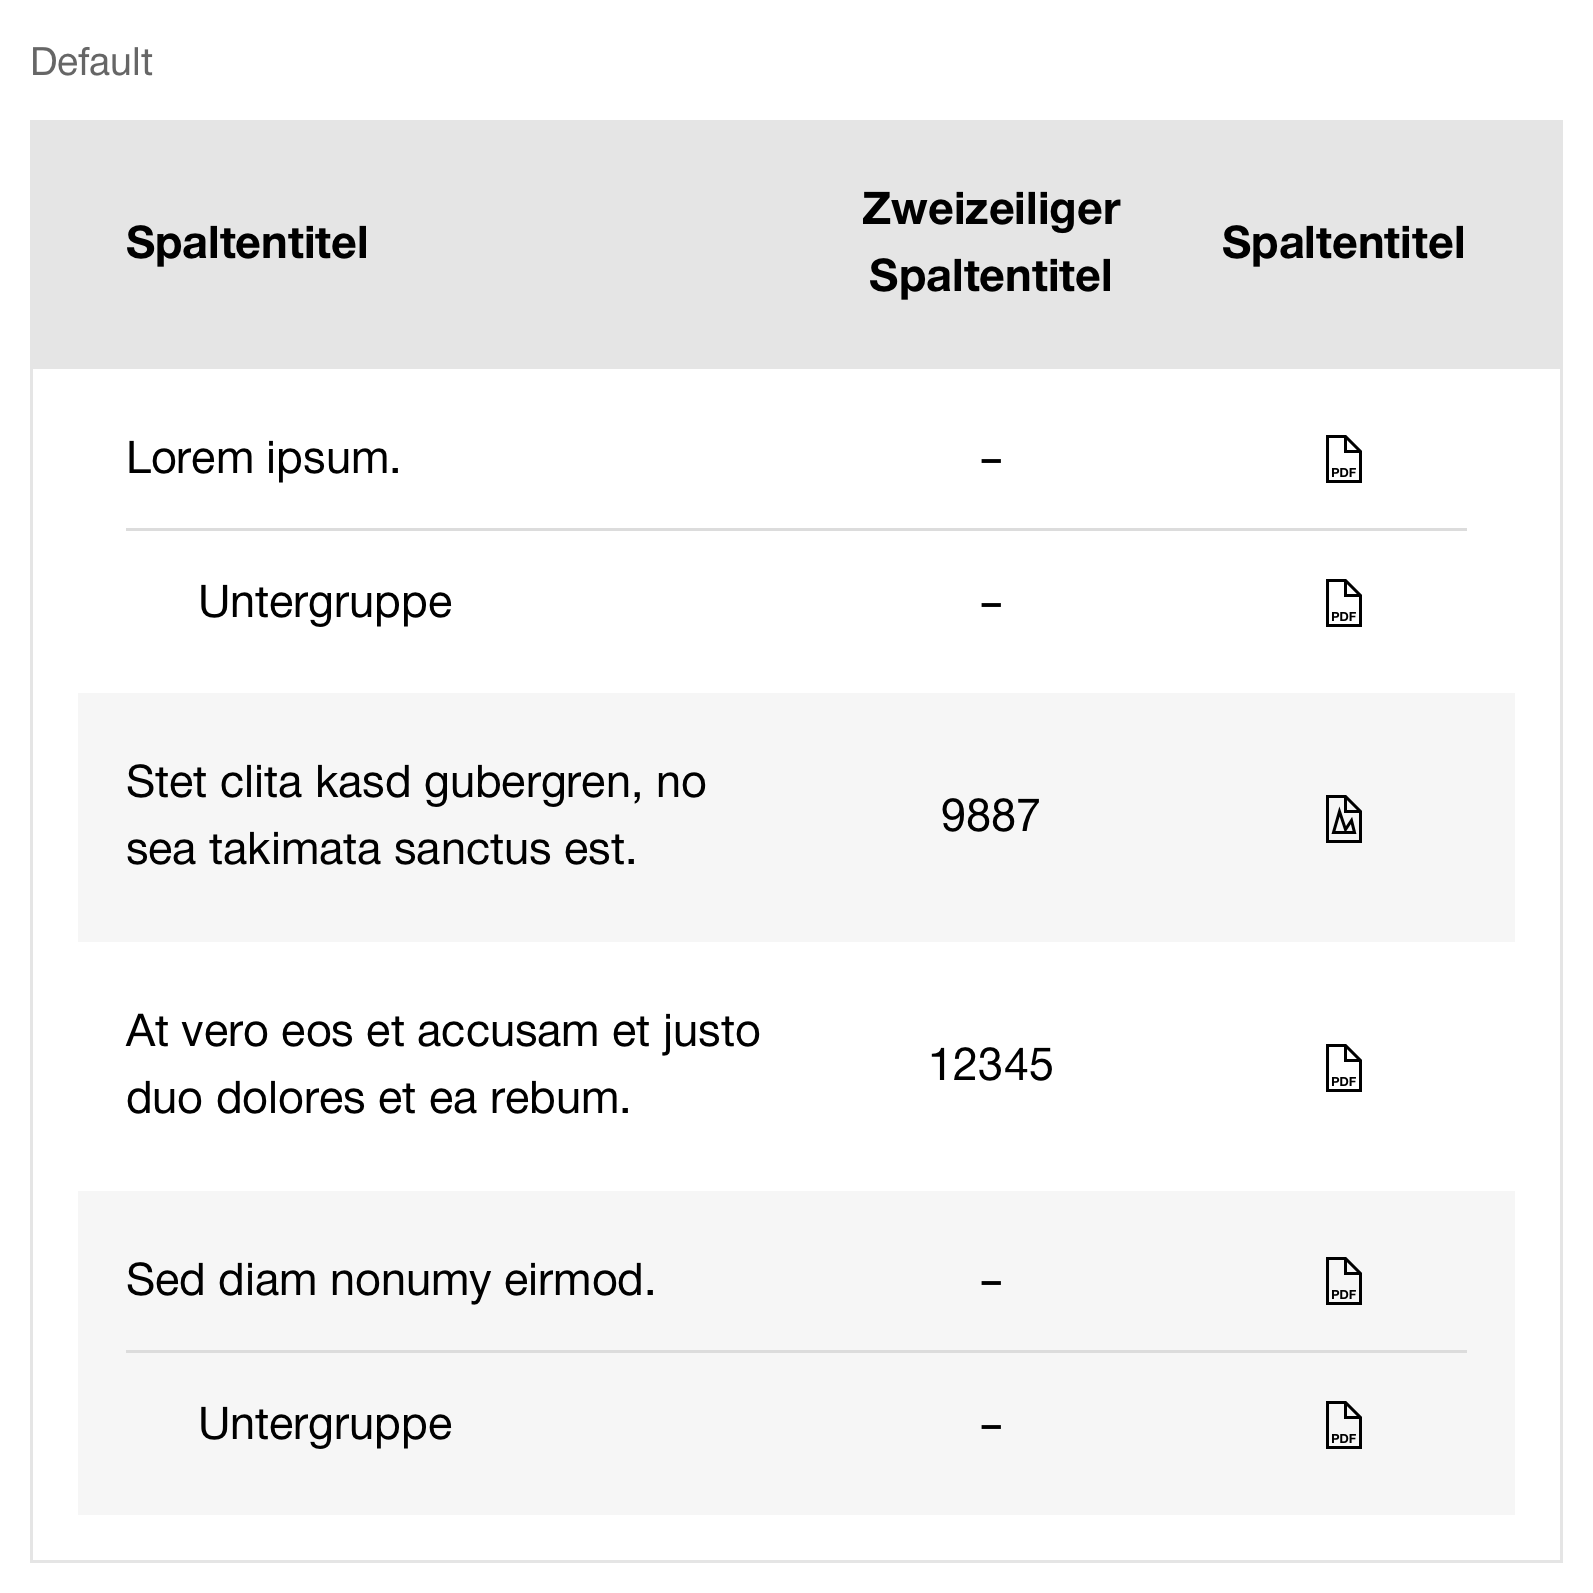 Default
Spaltentitel
Zweizeiliger
Spaltentitel
Spaltentitel
Lorem ipsum.
–
PDF
Untergruppe
–
PDF
Stet clita kasd gubergren, no
sea takimata sanctus est.
9887
At vero eos et accusam et justo
duo dolores et ea rebum.
12345
PDF
Sed diam nonumy eirmod.
–
PDF
Untergruppe
–
PDF